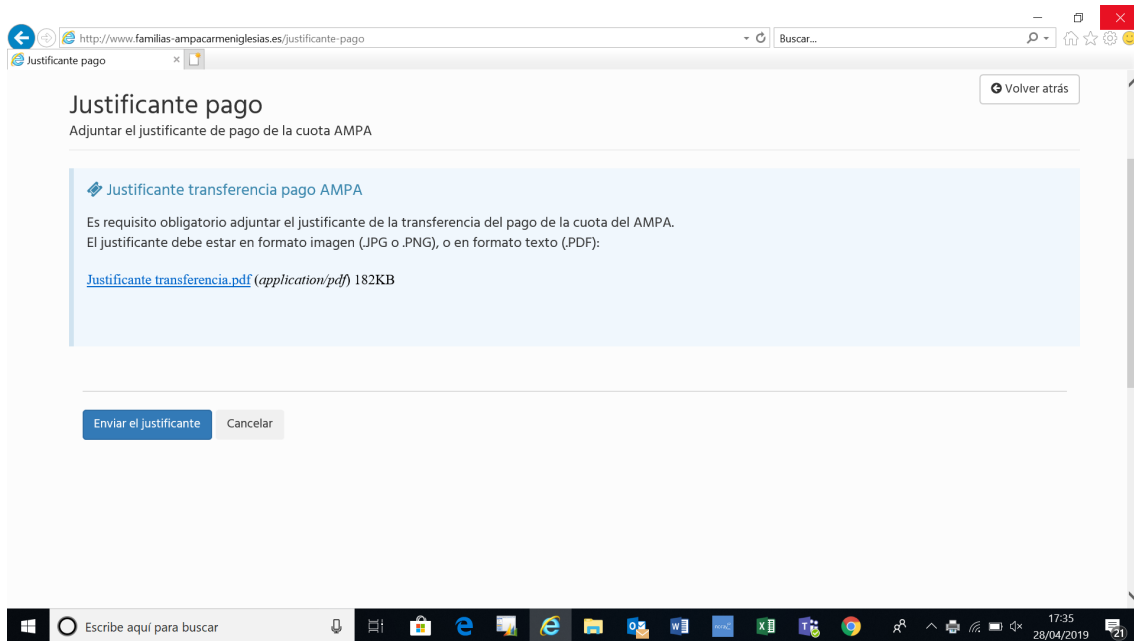 http://www.familias-ampacarmeniglesias.es/justificante-pago
Buscar...
Justificante pago
Volver atrás
Justificante pago
Adjuntar el justificante de pago de la cuota AMPA
Justificante transferencia pago AMPA
Es requisito obligatorio adjuntar el justificante de la transferencia del pago de la cuota del AMPA.
El justificante debe estar en formato imagen (.JPG o .PNG), o en formato texto (.PDF):
Justificante transferencia.pdf (application/pdf) 182KB
Enviar el justificante
Cancelar
Escribe aquí para buscar
17:35
28/04/2019
21